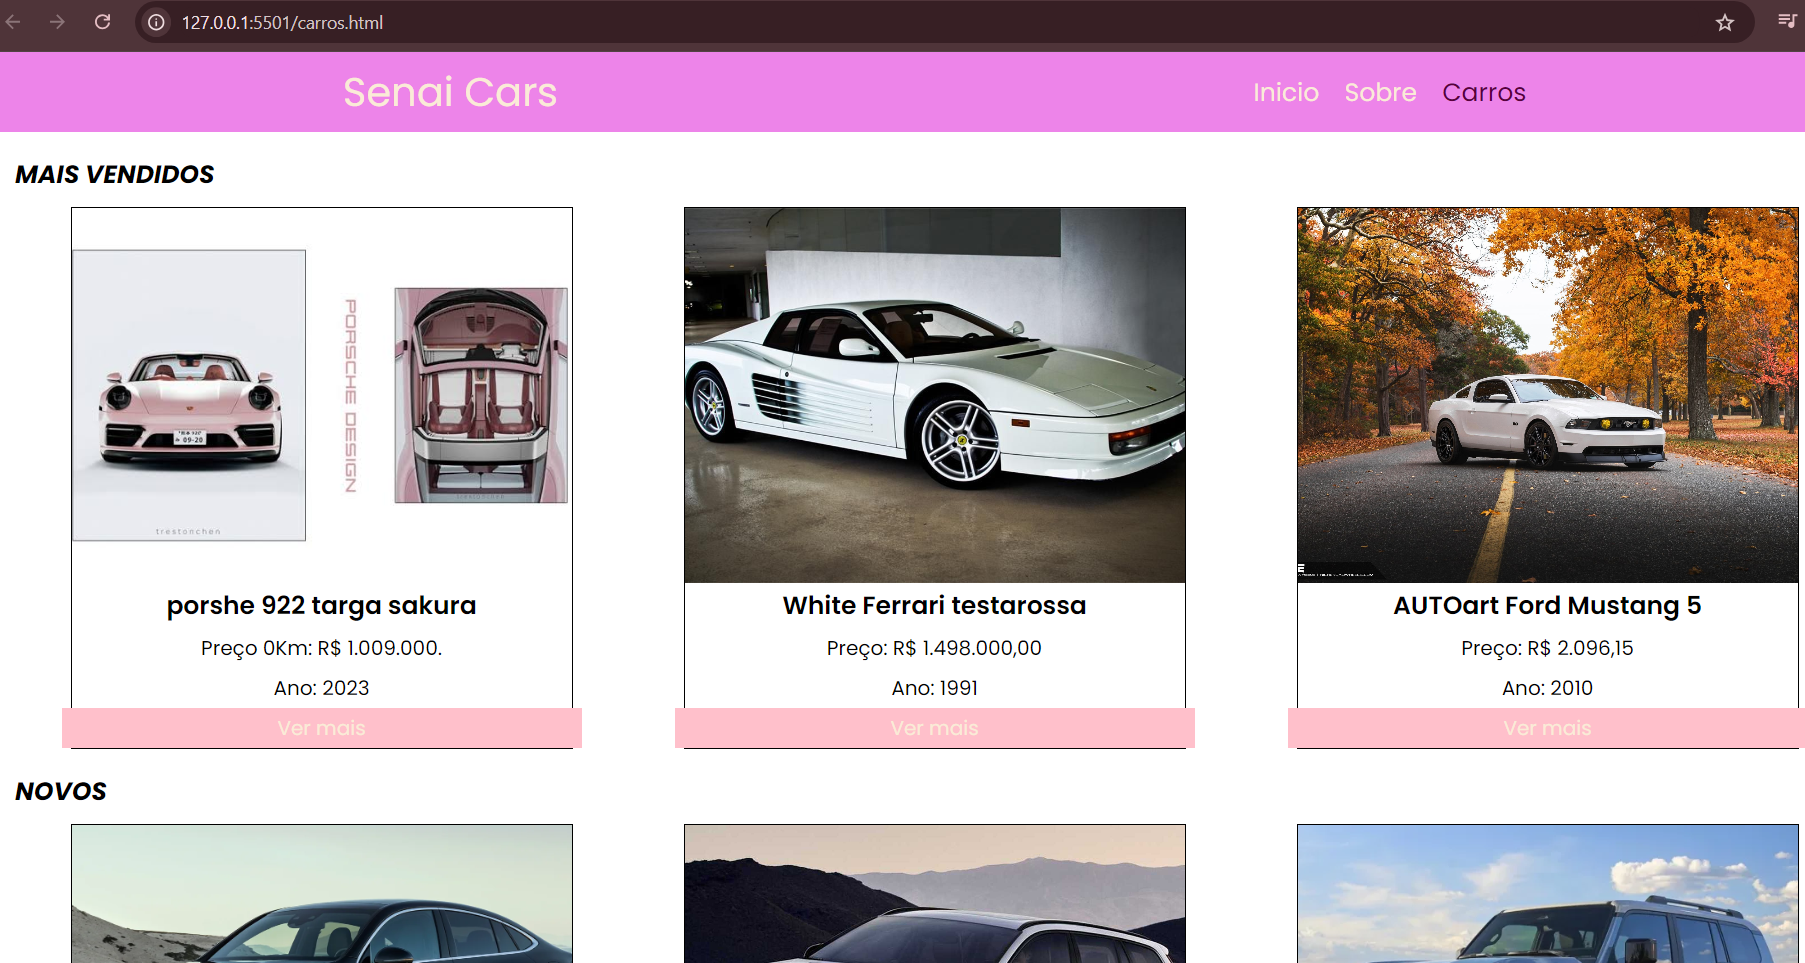 127.0.0.1:5501/carros.html
Senai Cars
Inicio Sobre Carros
MAIS VENDIDOS
PORSCHE DESIGN
09-20
trestonchen
porshe 922 targa sakura
Preço 0Km: R$ 1.009.000.
Ano: 2023
Ver mais
White Ferrari testarossa
Preço: R$ 1.498.000,00
Ano: 1991
Ver mais
AUTOart Ford Mustang 5
Preço: R$ 2.096,15
Ano: 2010
Ver mais
NOVOS